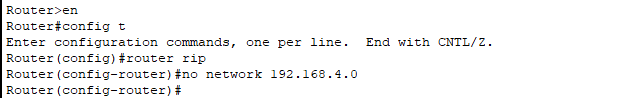 Router>en
Router#config t
Enter configuration commands, one per line.  End with CNTL/Z.
Router(config)#router rip
Router(config-router)#no network 192.168.4.0
Router(config-router)#